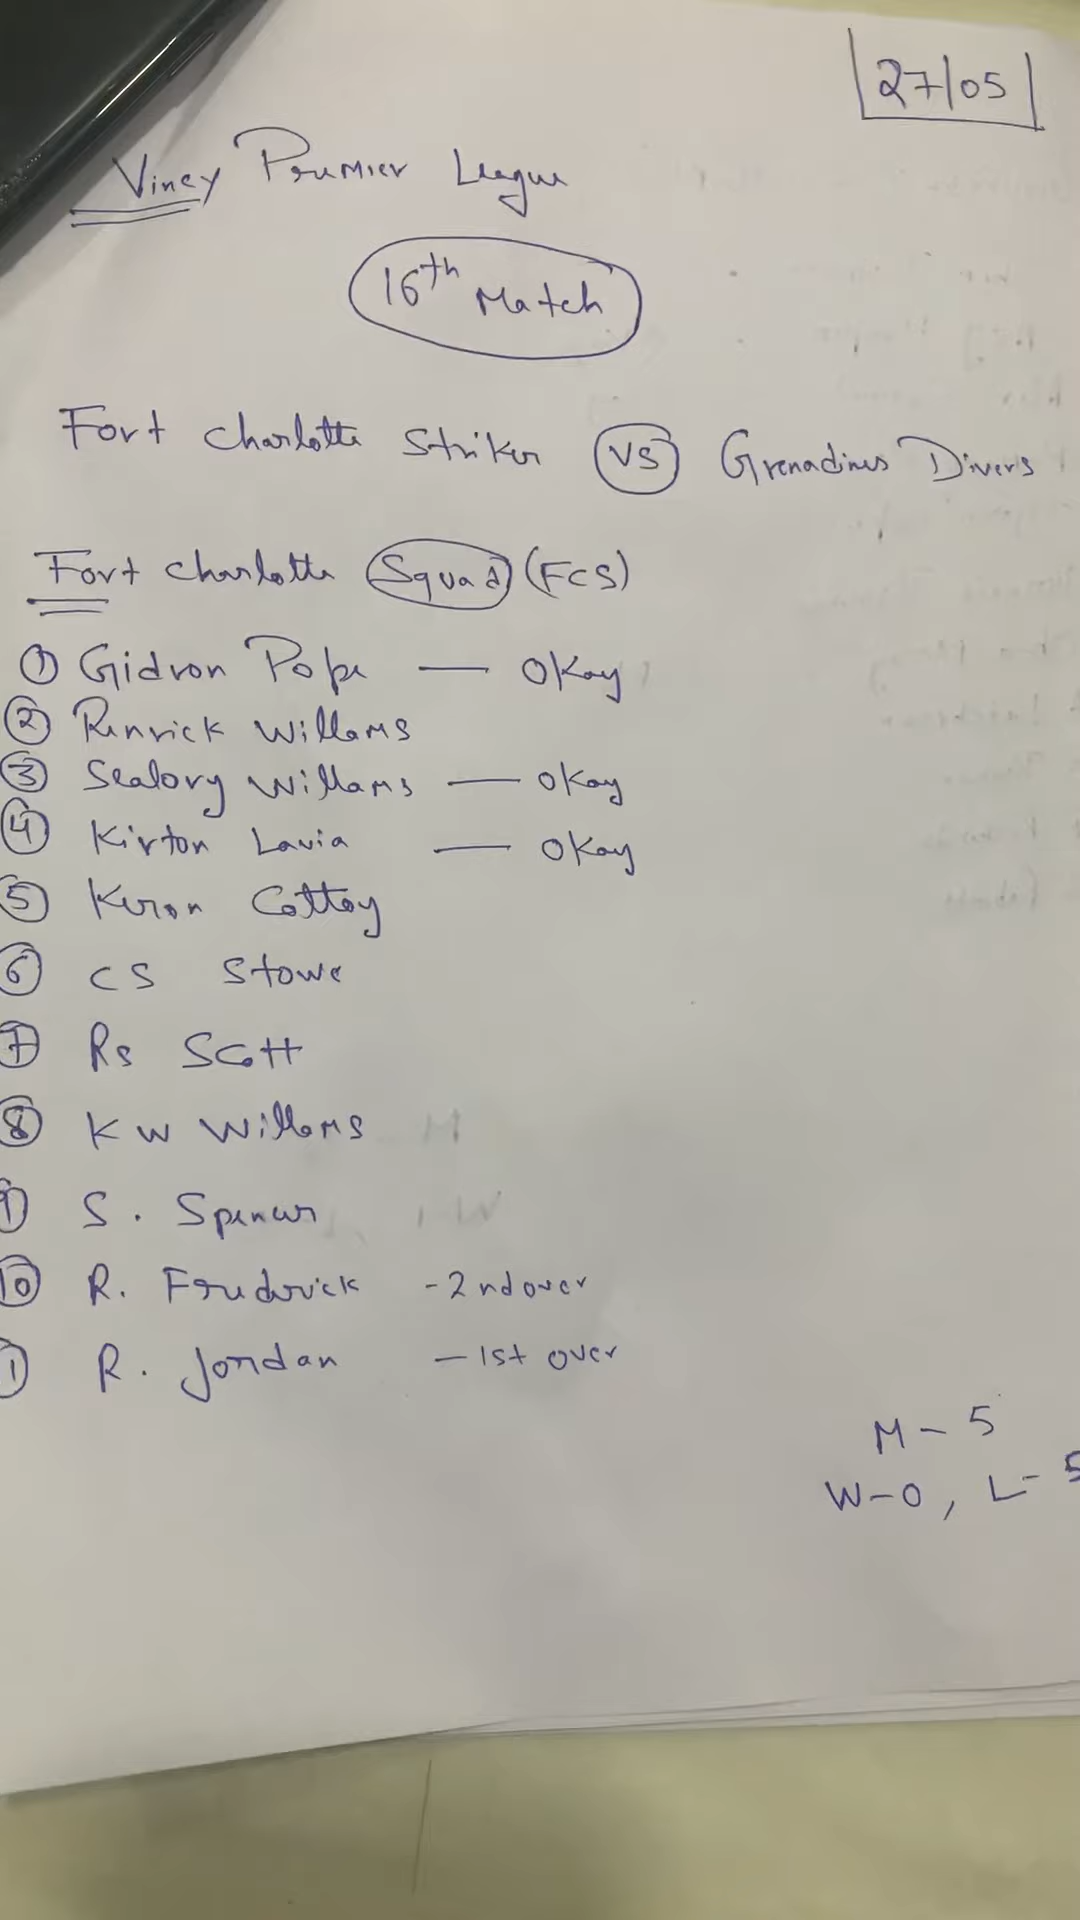 27/05
Vincy Premier League
16th Match
Fort Charlotte Striker VS Grenadines Divers
Fort Charlotte Squad (FCS)
① Gidron Pope — Okay
② Renrick Willams
③ Sealory Willams — Okay
④ Kirton Lavia — Okay
⑤ Keron Cottoy
⑥ CS Stowe
⑦ Rs Scott
⑧ K W Willams
9 S. Spencer
⑩ R. Frederick - 2nd over
11 R. Jordan — 1st over
M - 5
W - 0, L - 5